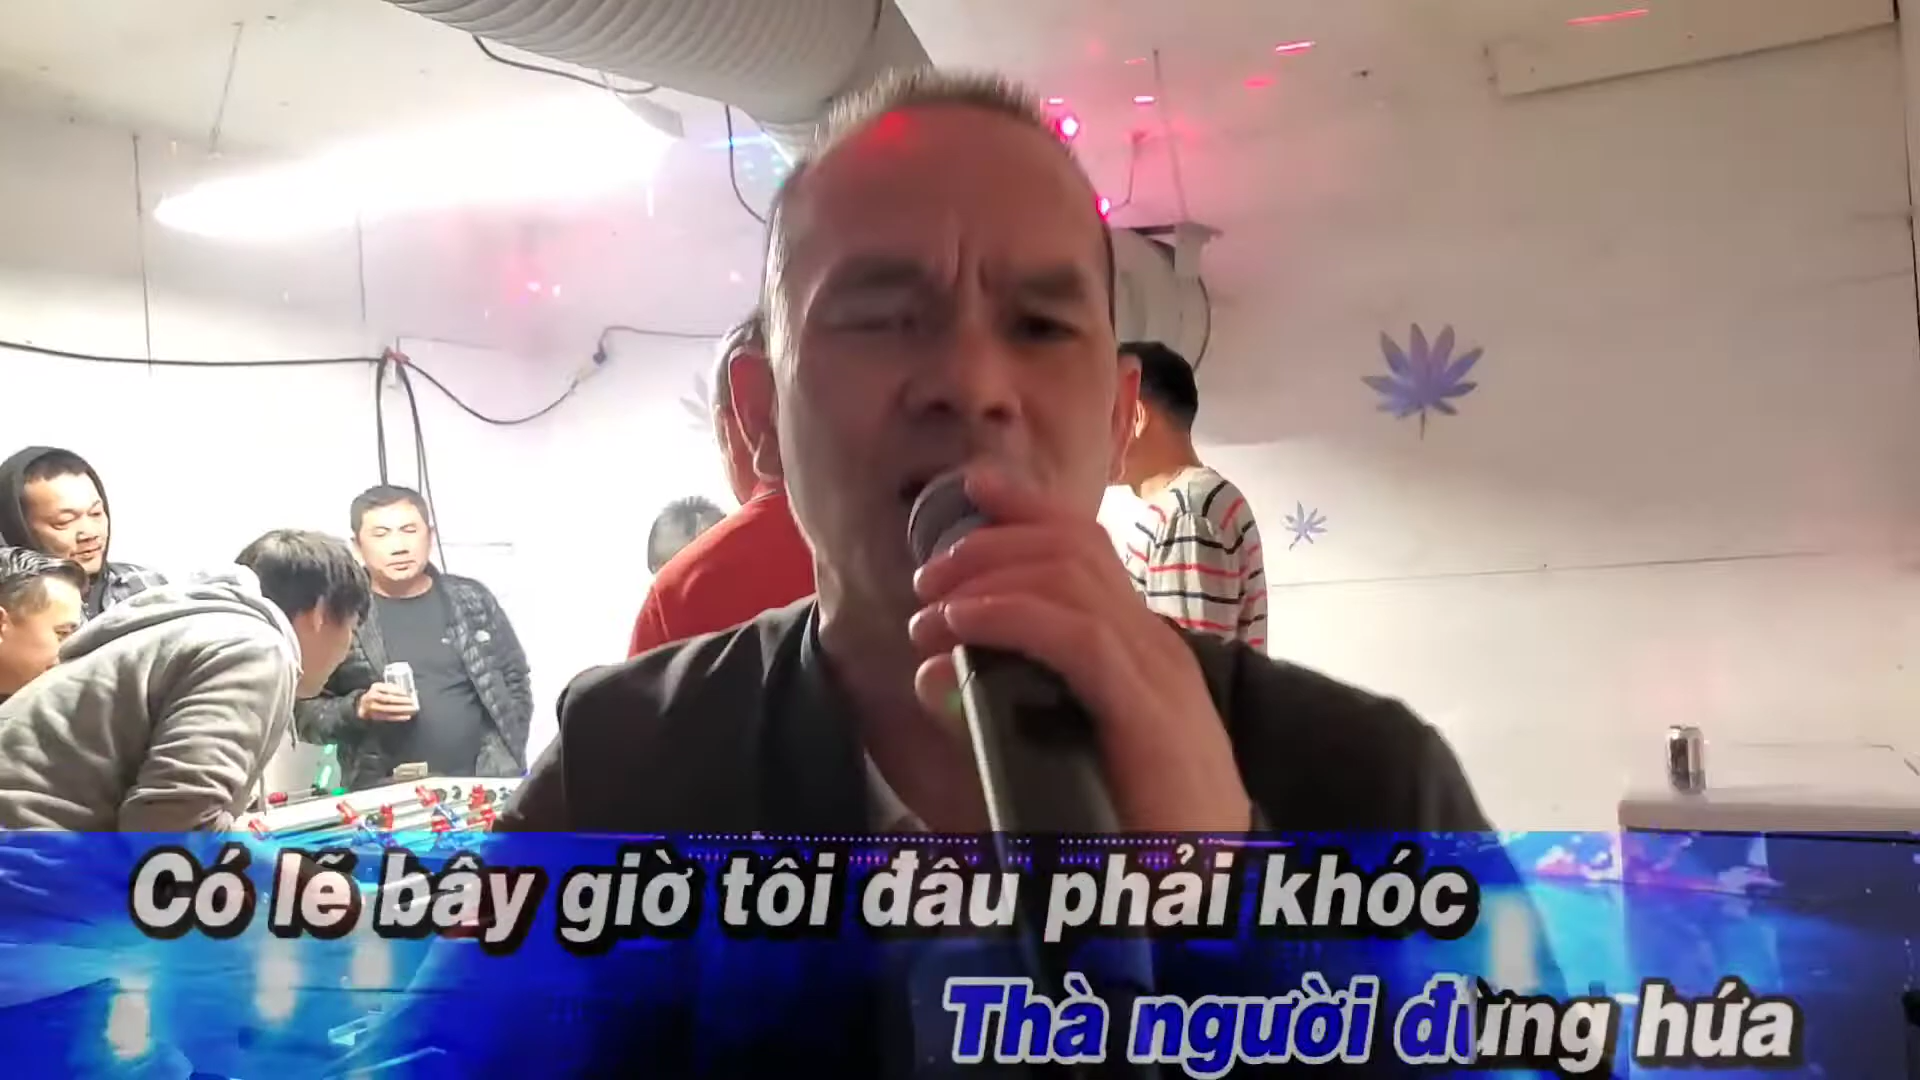 Có lẽ bây giờ tôi đâu phải khóc
Thà người đừng hứa